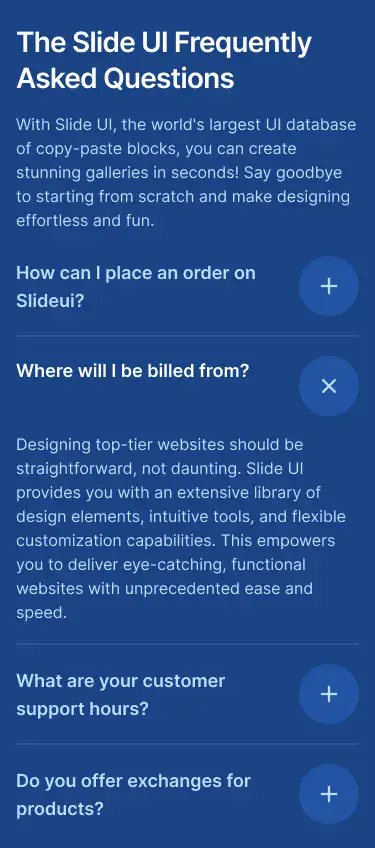 The Slide UI Frequently
Asked Questions
With Slide UI, the world's largest UI database
of copy-paste blocks, you can create
stunning galleries in seconds! Say goodbye
to starting from scratch and make designing
effortless and fun.
How can I place an order on
Slideui?
Where will I be billed from?
Designing top-tier websites should be
straightforward, not daunting. Slide UI
provides you with an extensive library of
design elements, intuitive tools, and flexible
customization capabilities. This empowers
you to deliver eye-catching, functional
websites with unprecedented ease and
speed.
What are your customer
support hours?
Do you offer exchanges for
products?